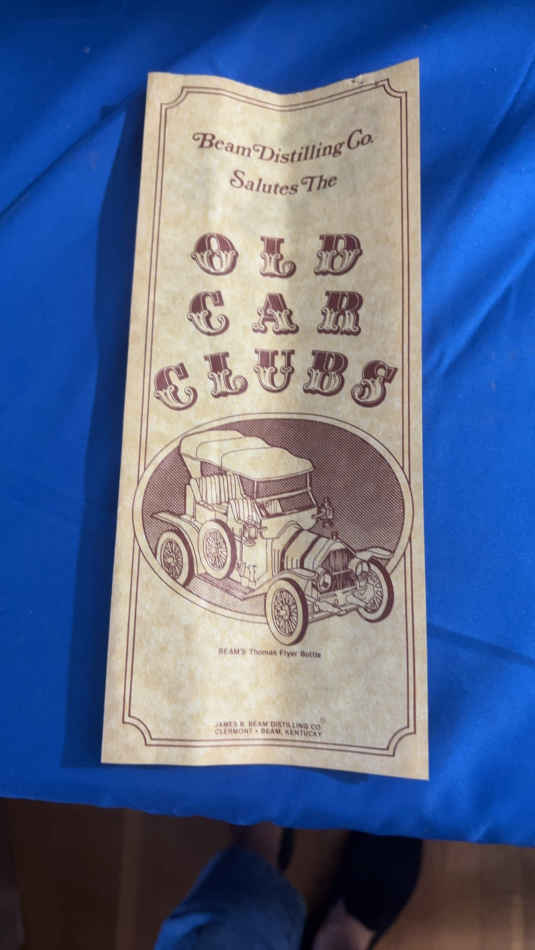 Beam Distilling Co.
Salutes The
OLD
CAR
CLUBS
BEAM'S Thomas Flyer Bottle
JAMES B. BEAM DISTILLING CO.
CLERMONT • BEAM, KENTUCKY